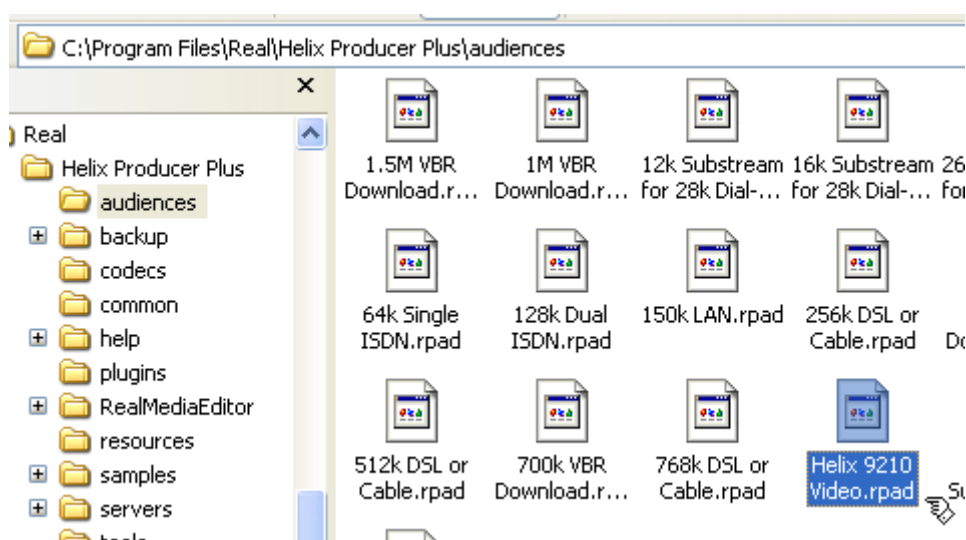 C:\Program Files\Real\Helix Producer Plus\audiences
Real
Helix Producer Plus
audiences
backup
codecs
common
help
plugins
RealMediaEditor
resources
samples
servers
1.5M VBR
Download.r...
1M VBR
Download.r...
12k Substream
for 28k Dial-...
16k Substream
for 28k Dial-...
26
for
64k Single
ISDN.rpad
128k Dual
ISDN.rpad
150k LAN.rpad
256k DSL or
Cable.rpad
512k DSL or
Cable.rpad
700k VBR
Download.r...
768k DSL or
Cable.rpad
Helix 9210
Video.rpad